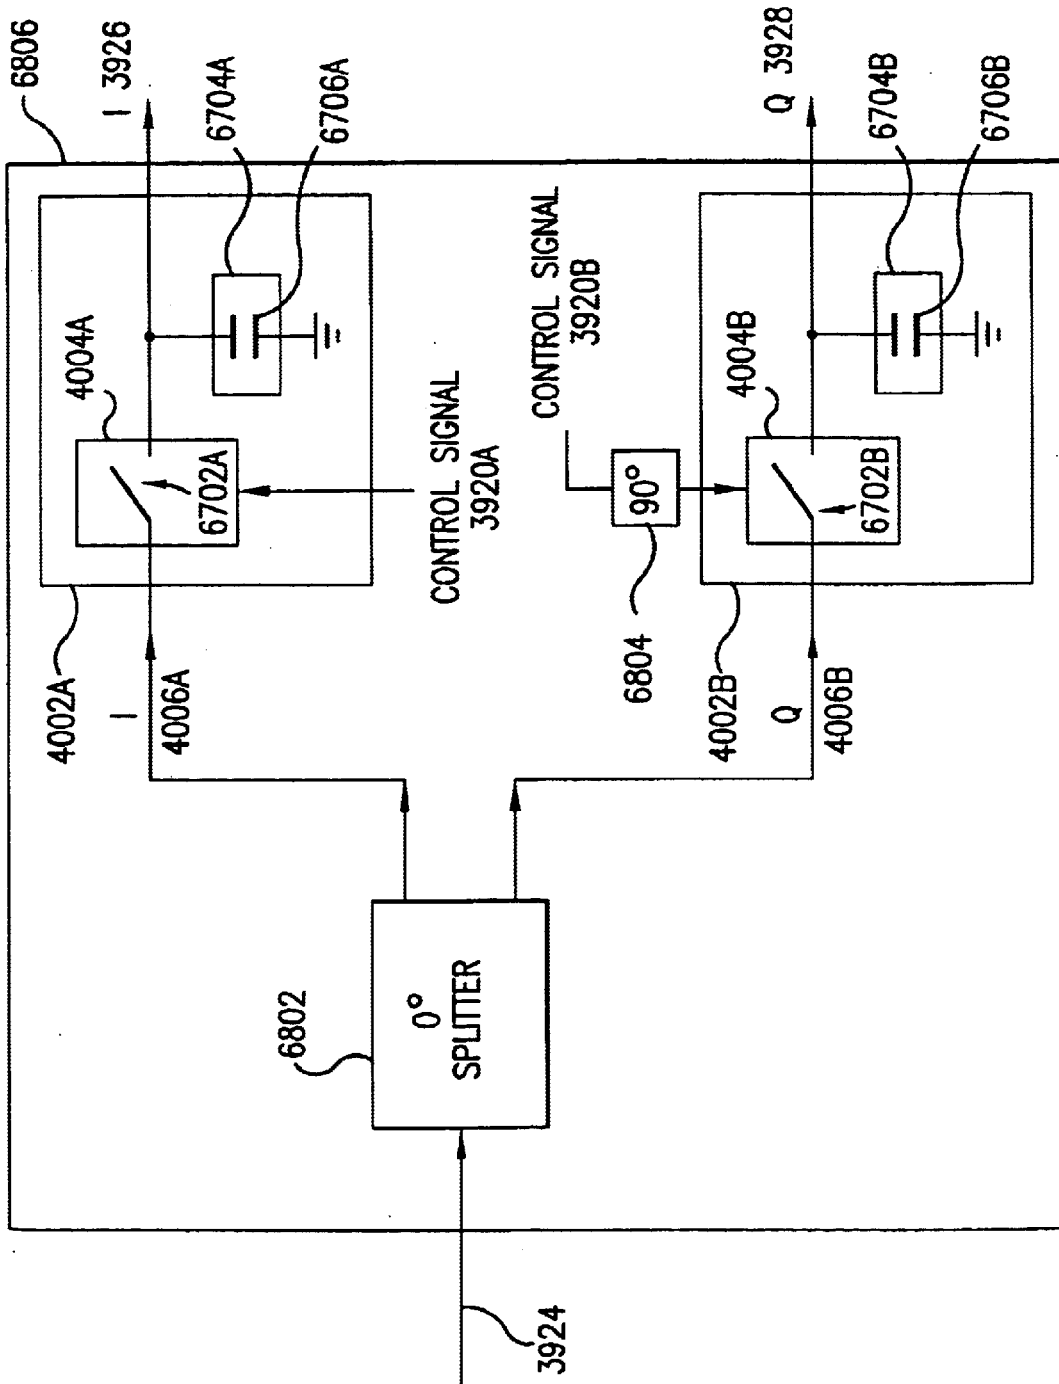 6806
I 3926
6704A
6706A
4004A
6702A
CONTROL SIGNAL
3920A
4002A
I
4006A
6802
0°
SPLITTER
3924
CONTROL SIGNAL
3920B
90°
6804
Q 3928
6704B
6706B
4004B
6702B
4002B
Q
4006B